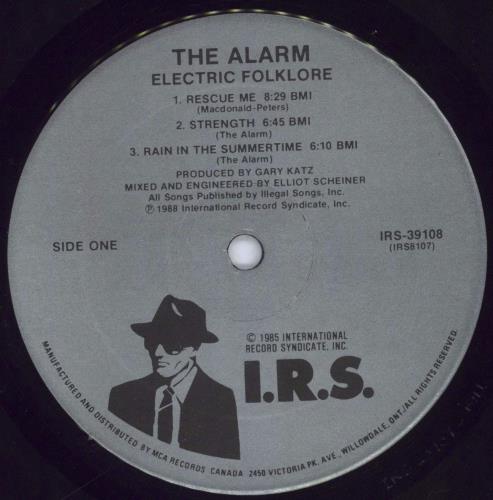 THE ALARM
ELECTRIC FOLKLORE
1. RESCUE ME 8:29 BMI
(Macdonald-Peters)
2. STRENGTH 6:45 BMI
(The Alarm)
3. RAIN IN THE SUMMERTIME 6:10 BMI
(The Alarm)
PRODUCED BY GARY KATZ
MIXED AND ENGINEERED BY ELLIOT SCHEINER
All Songs Published by Illegal Songs, Inc.
℗ 1988 International Record Syndicate, Inc.
SIDE ONE
IRS-39108
(IRS8107)
© 1985 INTERNATIONAL
RECORD SYNDICATE, INC.
I.R.S.
MANUFACTURED AND DISTRIBUTED BY MCA RECORDS CANADA 2450 VICTORIA PK. AVE., WILLOWDALE, ONT./ALL RIGHTS RESERVED.